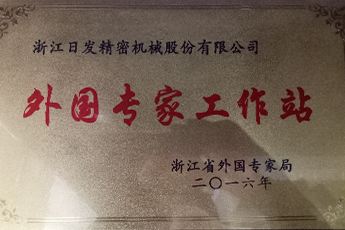 浙江日发精密机械股份有限公司
外国专家工作站
浙江省外国专家局
二〇一六年